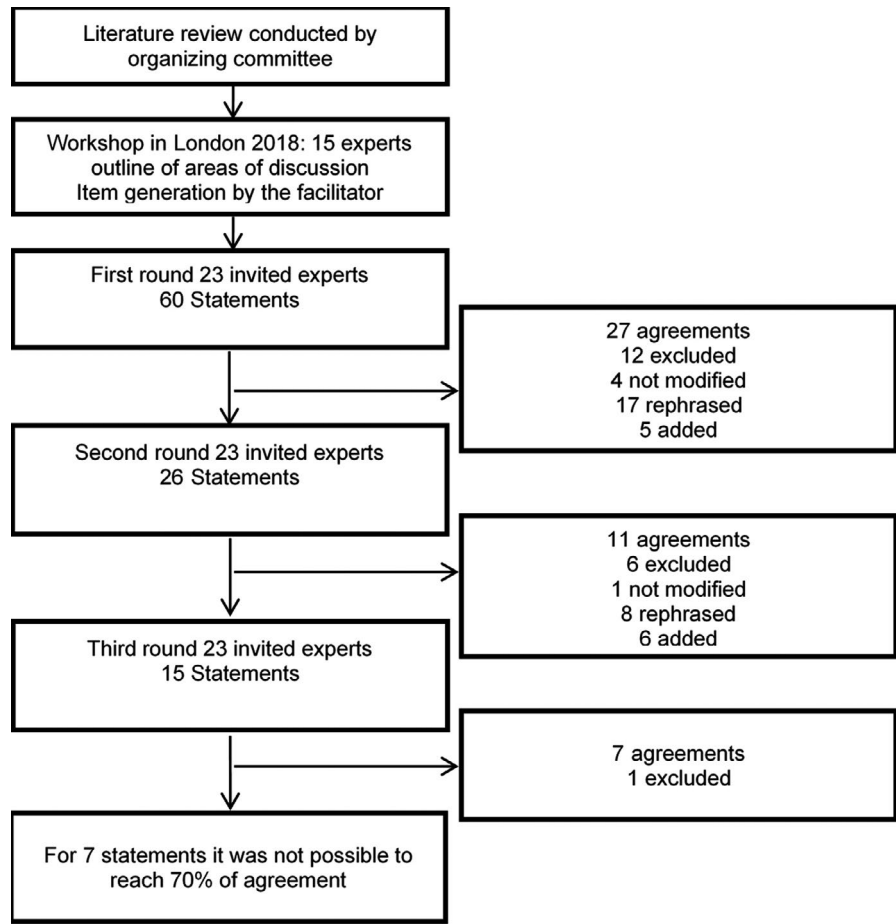 Literature review conducted by
organizing committee
Workshop in London 2018: 15 experts
outline of areas of discussion
Item generation by the facilitator
First round 23 invited experts
60 Statements
27 agreements
12 excluded
4 not modified
17 rephrased
5 added
Second round 23 invited experts
26 Statements
11 agreements
6 excluded
1 not modified
8 rephrased
6 added
Third round 23 invited experts
15 Statements
7 agreements
1 excluded
For 7 statements it was not possible to
reach 70% of agreement